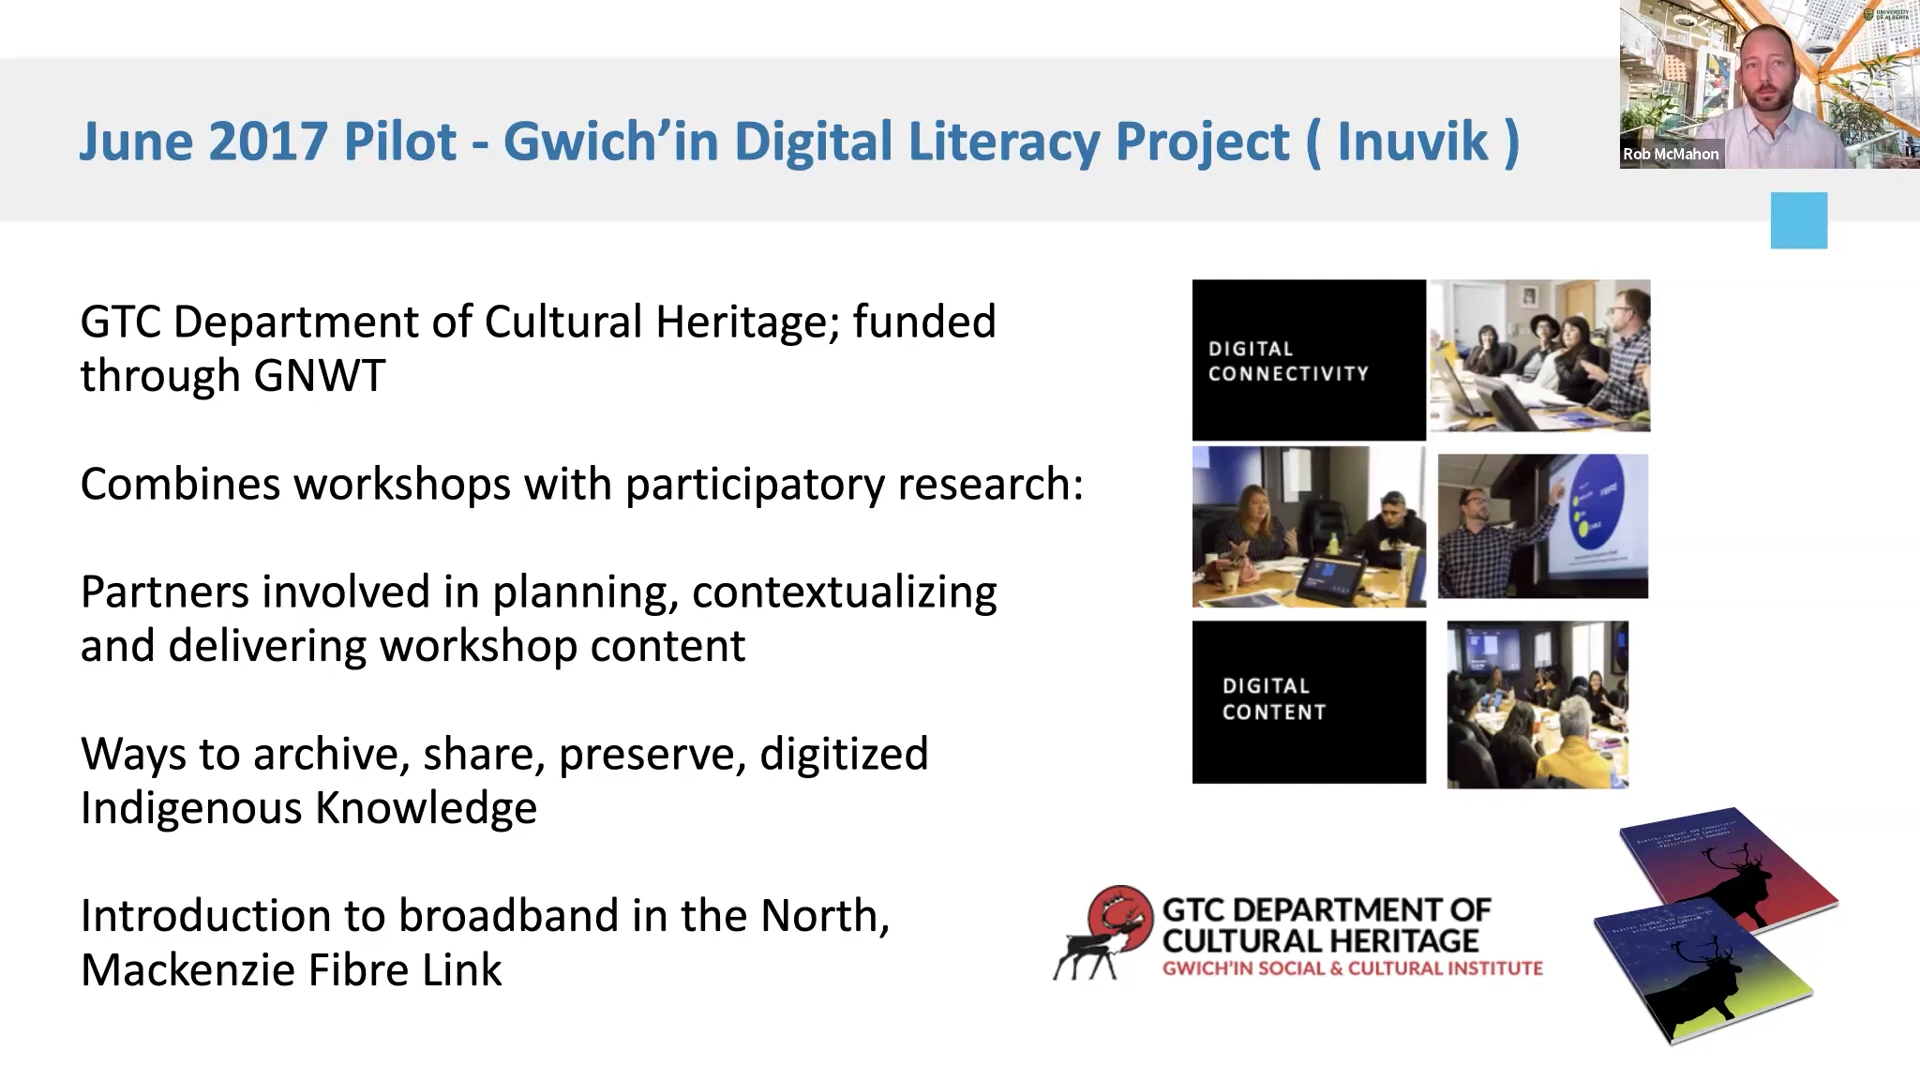 UNIVERSITY
OF ALBERTA
Rob McMahon
June 2017 Pilot - Gwich’in Digital Literacy Project ( Inuvik )
GTC Department of Cultural Heritage; funded
through GNWT
Combines workshops with participatory research:
Partners involved in planning, contextualizing
and delivering workshop content
Ways to archive, share, preserve, digitized
Indigenous Knowledge
Introduction to broadband in the North,
Mackenzie Fibre Link
DIGITAL
CONNECTIVITY
DIGITAL
CONTENT
GTC DEPARTMENT OF
CULTURAL HERITAGE
GWICH’IN SOCIAL & CULTURAL INSTITUTE